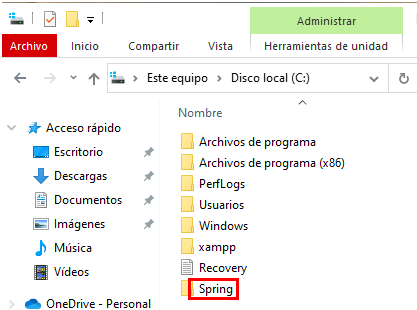 Administrar
Archivo Inicio Compartir Vista Herramientas de unidad
Este equipo Disco local (C:)
Nombre
Acceso rápido
Escritorio
Descargas
Documentos
Imágenes
Música
Vídeos
OneDrive - Personal
Archivos de programa
Archivos de programa (x86)
PerfLogs
Usuarios
Windows
xampp
Recovery
Spring